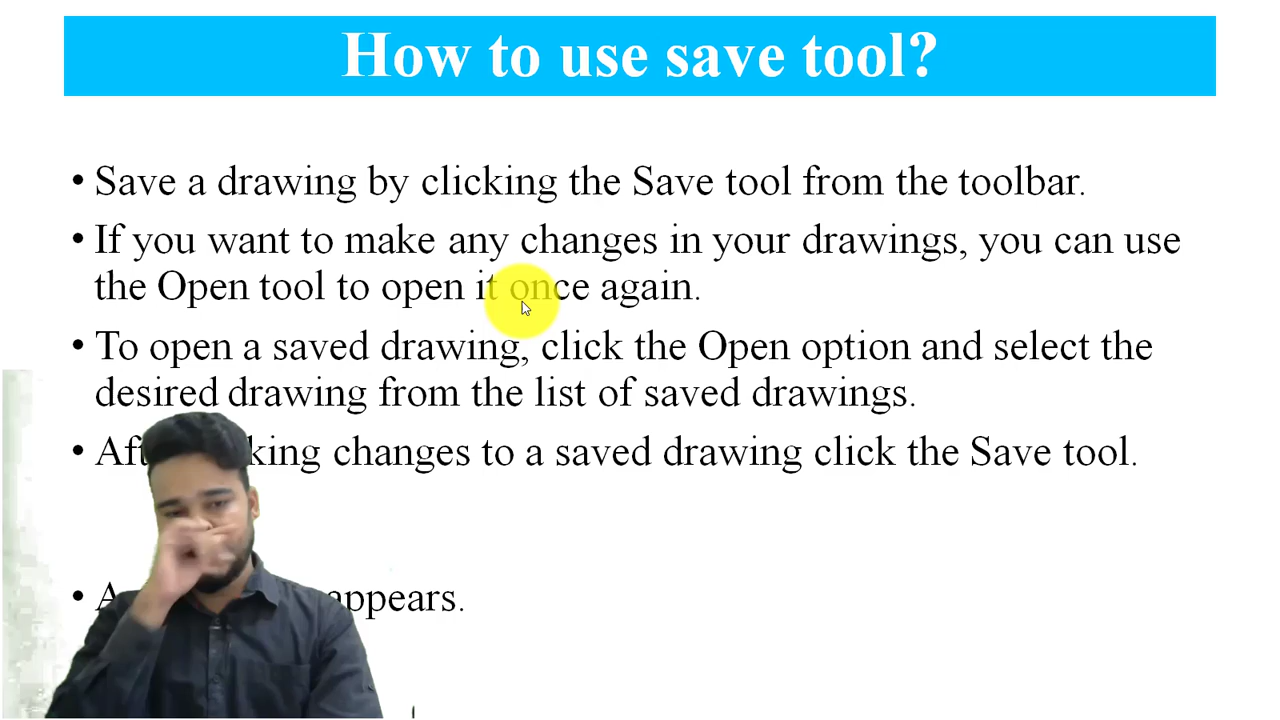 How to use save tool?
• Save a drawing by clicking the Save tool from the toolbar.
• If you want to make any changes in your drawings, you can use
the Open tool to open it once again.
• To open a saved drawing, click the Open option and select the
desired drawing from the list of saved drawings.
• changes to a saved drawing click the Save tool.
• appears.